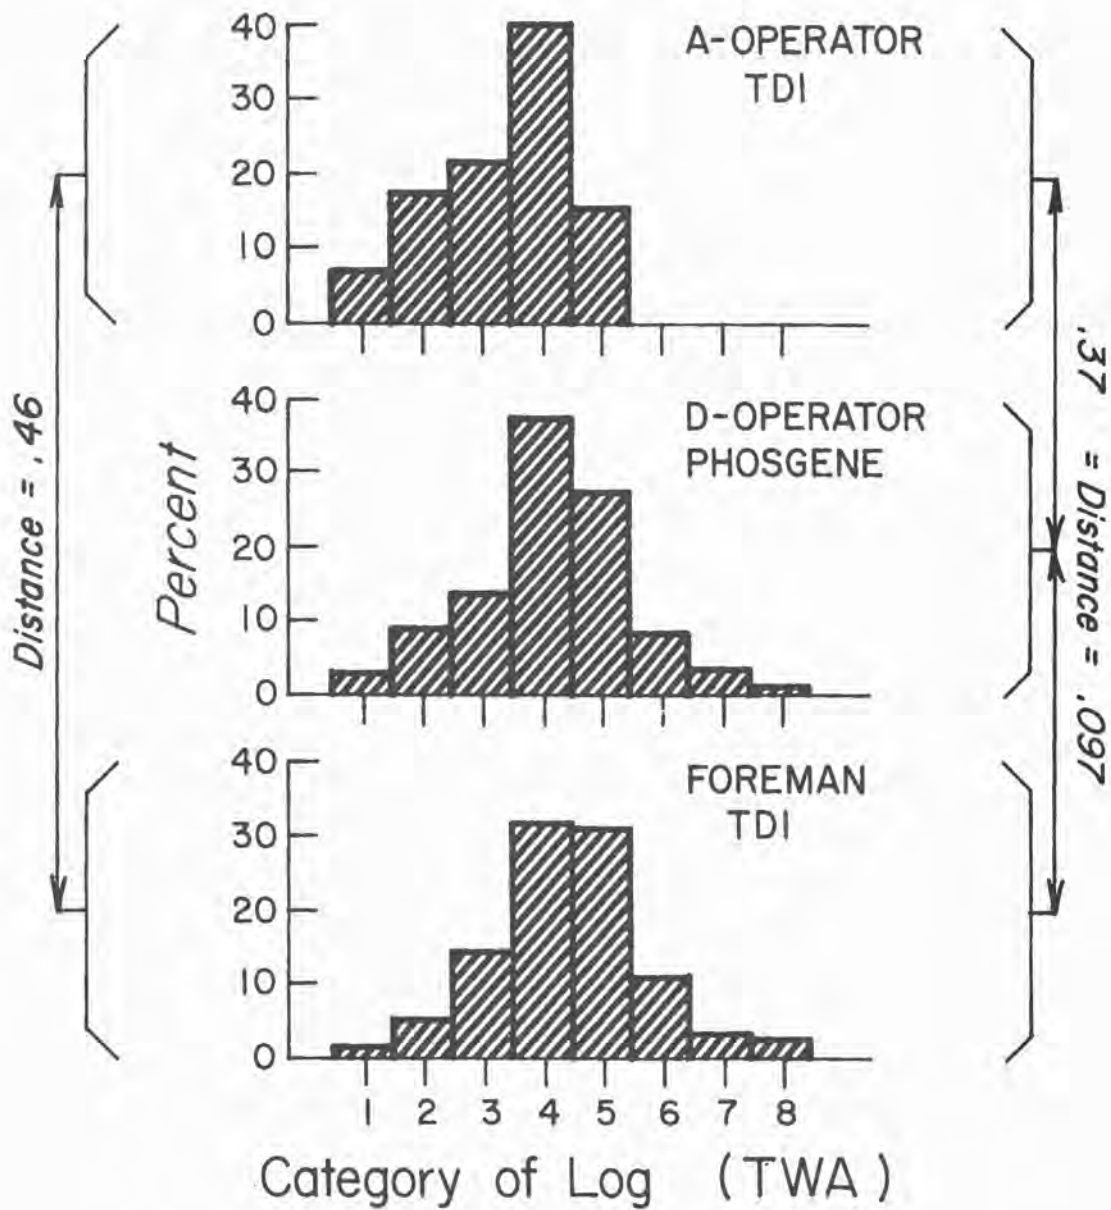 40
30
20
10
0
A-OPERATOR
TDI
40
30
20
10
0
D-OPERATOR
PHOSGENE
40
30
20
10
0
FOREMAN
TDI
1 2 3 4 5 6 7 8
Category of Log (TWA)
Percent
Distance = .46
.37 = Distance = .097